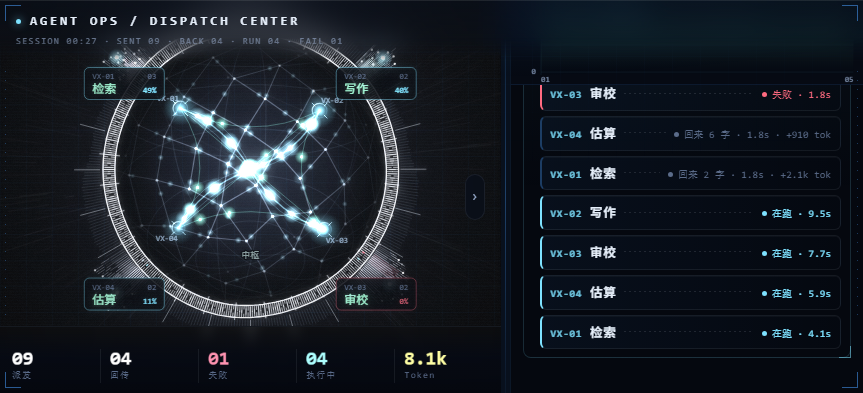 AGENT OPS / DISPATCH CENTER
SESSION 00:27 · SENT 09 · BACK 04 · RUN 04 · FAIL 01
VX-01 03
检索 49%
VX-02 02
写作 40%
VX-01
VX-02
VX-04
VX-03
中枢
VX-04 02
估算 11%
VX-03 02
审校 0%
›
09
派发
04
回传
01
失败
04
执行中
8.1k
Token
0
01 05
VX-03 审校 失败 · 1.8s
VX-04 估算 回来 6 字 · 1.8s · +910 tok
VX-01 检索 回来 2 字 · 1.8s · +2.1k tok
VX-02 写作 在跑 · 9.5s
VX-03 审校 在跑 · 7.7s
VX-04 估算 在跑 · 5.9s
VX-01 检索 在跑 · 4.1s